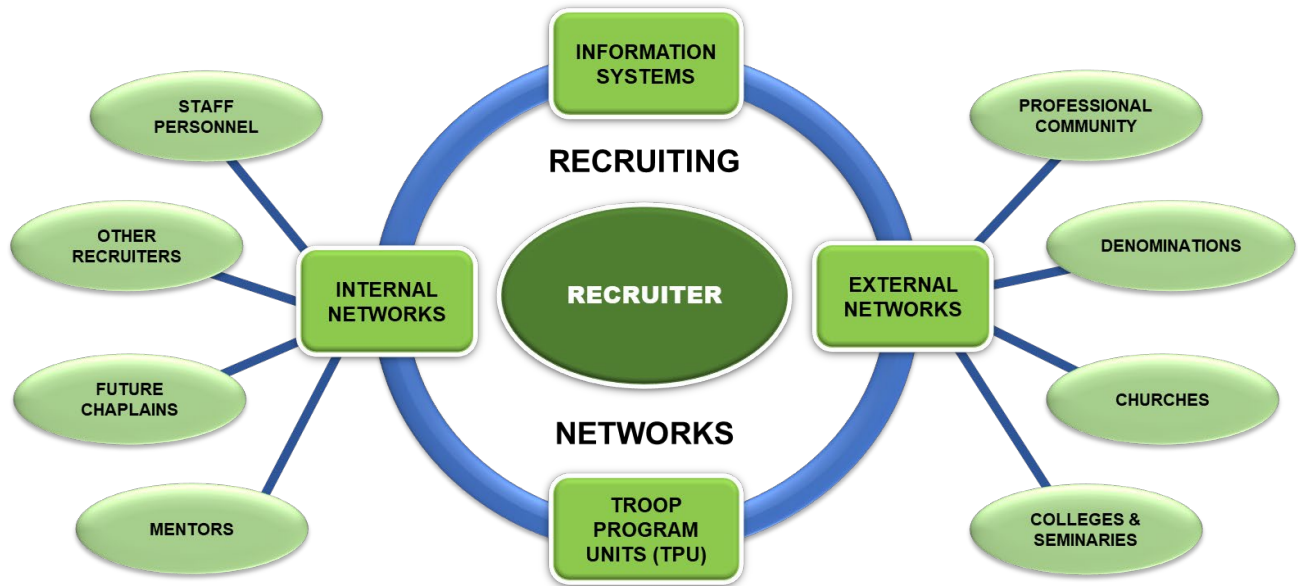 INFORMATION
SYSTEMS
STAFF
PERSONNEL
PROFESSIONAL
COMMUNITY
RECRUITING
OTHER
RECRUITERS
DENOMINATIONS
INTERNAL
NETWORKS
RECRUITER
EXTERNAL
NETWORKS
FUTURE
CHAPLAINS
CHURCHES
NETWORKS
MENTORS
TROOP
PROGRAM
UNITS (TPU)
COLLEGES &
SEMINARIES